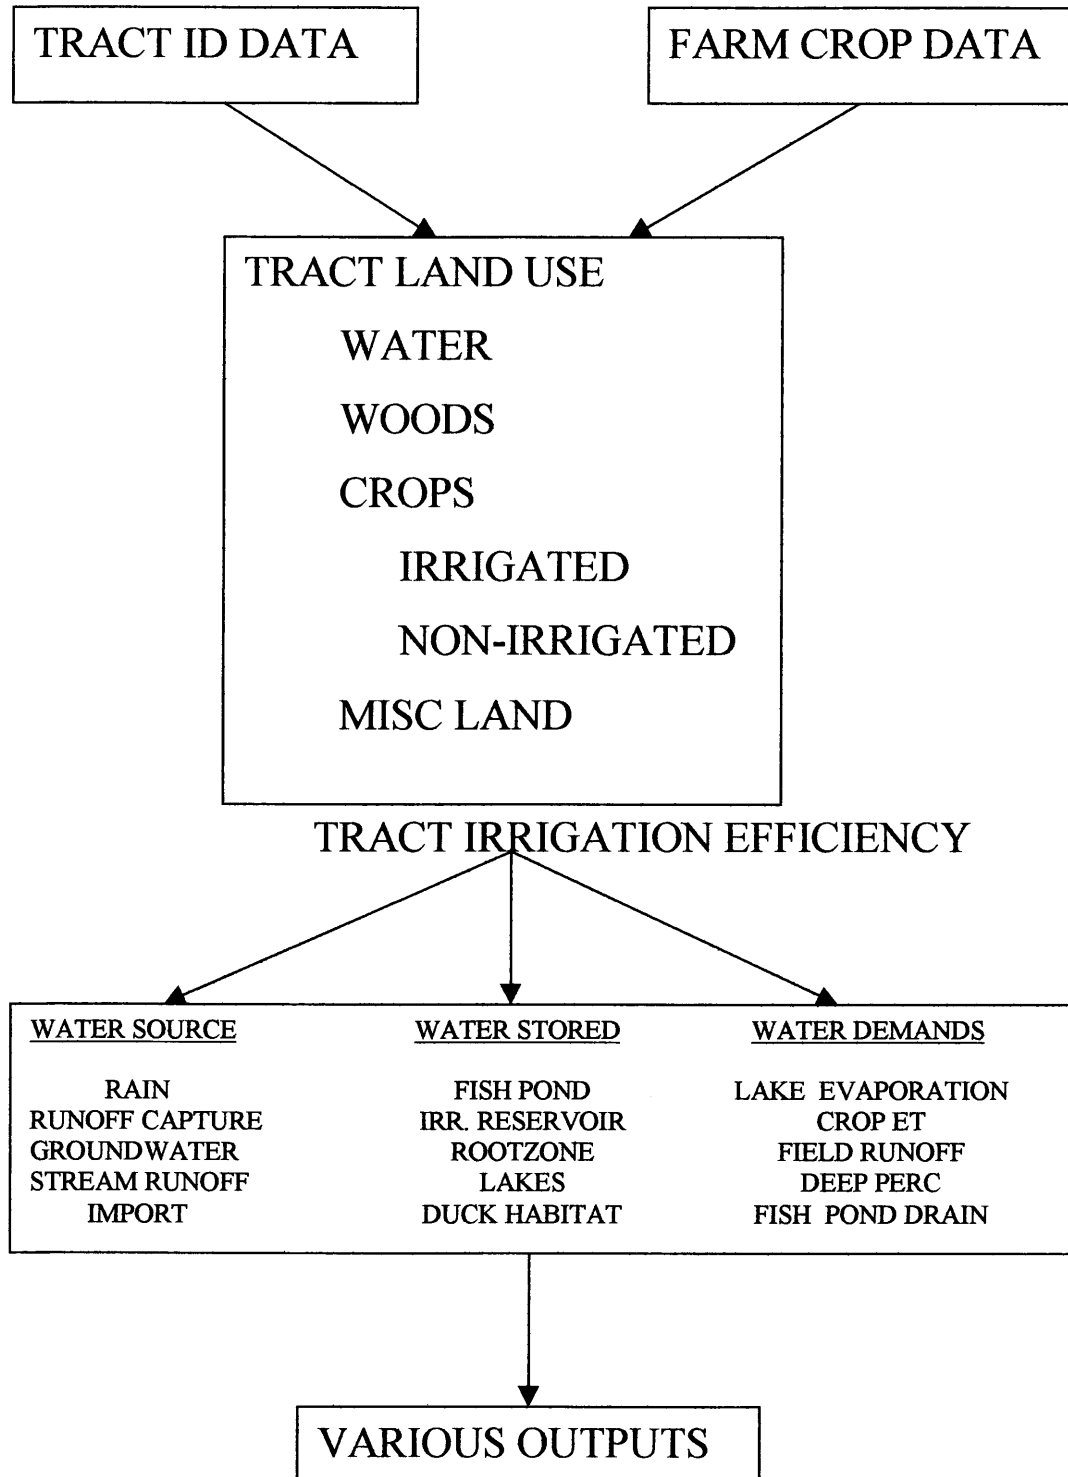 TRACT ID DATA
FARM CROP DATA
TRACT LAND USE
WATER
WOODS
CROPS
IRRIGATED
NON-IRRIGATED
MISC LAND
TRACT IRRIGATION EFFICIENCY
WATER SOURCE
RAIN
RUNOFF CAPTURE
GROUNDWATER
STREAM RUNOFF
IMPORT
WATER STORED
FISH POND
IRR. RESERVOIR
ROOTZONE
LAKES
DUCK HABITAT
WATER DEMANDS
LAKE EVAPORATION
CROP ET
FIELD RUNOFF
DEEP PERC
FISH POND DRAIN
VARIOUS OUTPUTS